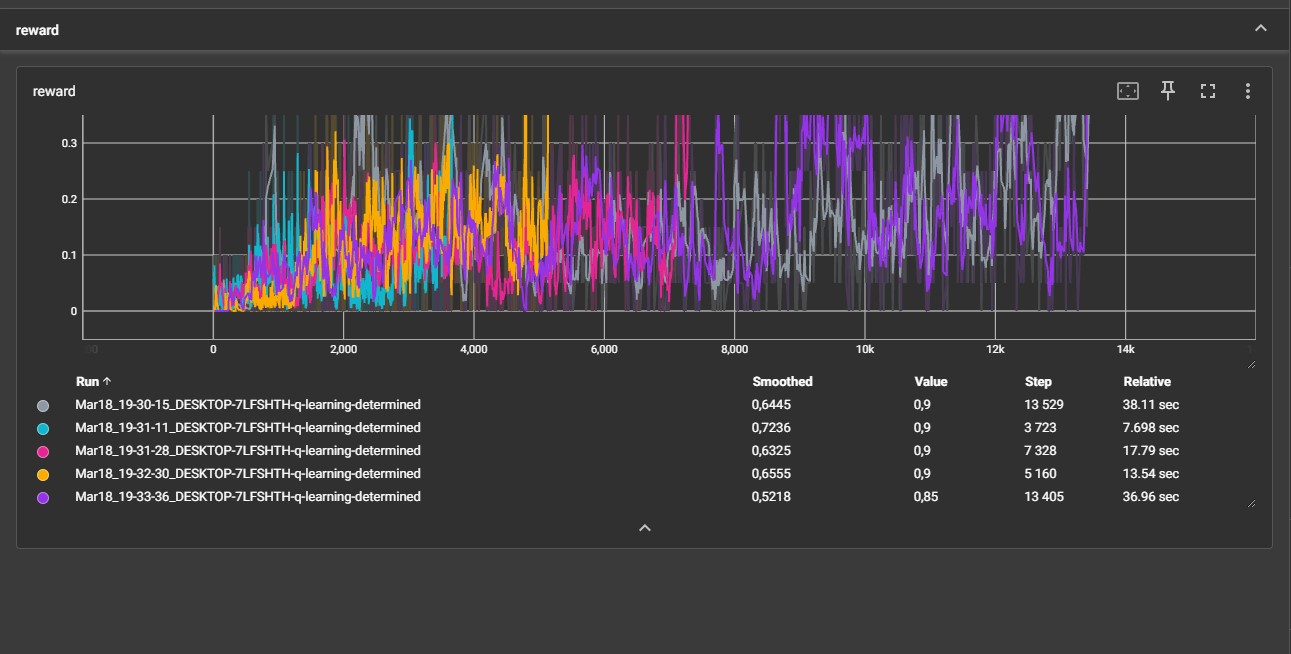 reward
reward
0.3
0.2
0.1
0
0 2,000 4,000 6,000 8,000 10k 12k 14k
Run Smoothed Value Step Relative
Mar18_19-30-15_DESKTOP-7LFSHTH-q-learning-determined 0,6445 0,9 13 529 38.11 sec
Mar18_19-31-11_DESKTOP-7LFSHTH-q-learning-determined 0,7236 0,9 3 723 7.698 sec
Mar18_19-31-28_DESKTOP-7LFSHTH-q-learning-determined 0,6325 0,9 7 328 17.79 sec
Mar18_19-32-30_DESKTOP-7LFSHTH-q-learning-determined 0,6555 0,9 5 160 13.54 sec
Mar18_19-33-36_DESKTOP-7LFSHTH-q-learning-determined 0,5218 0,85 13 405 36.96 sec